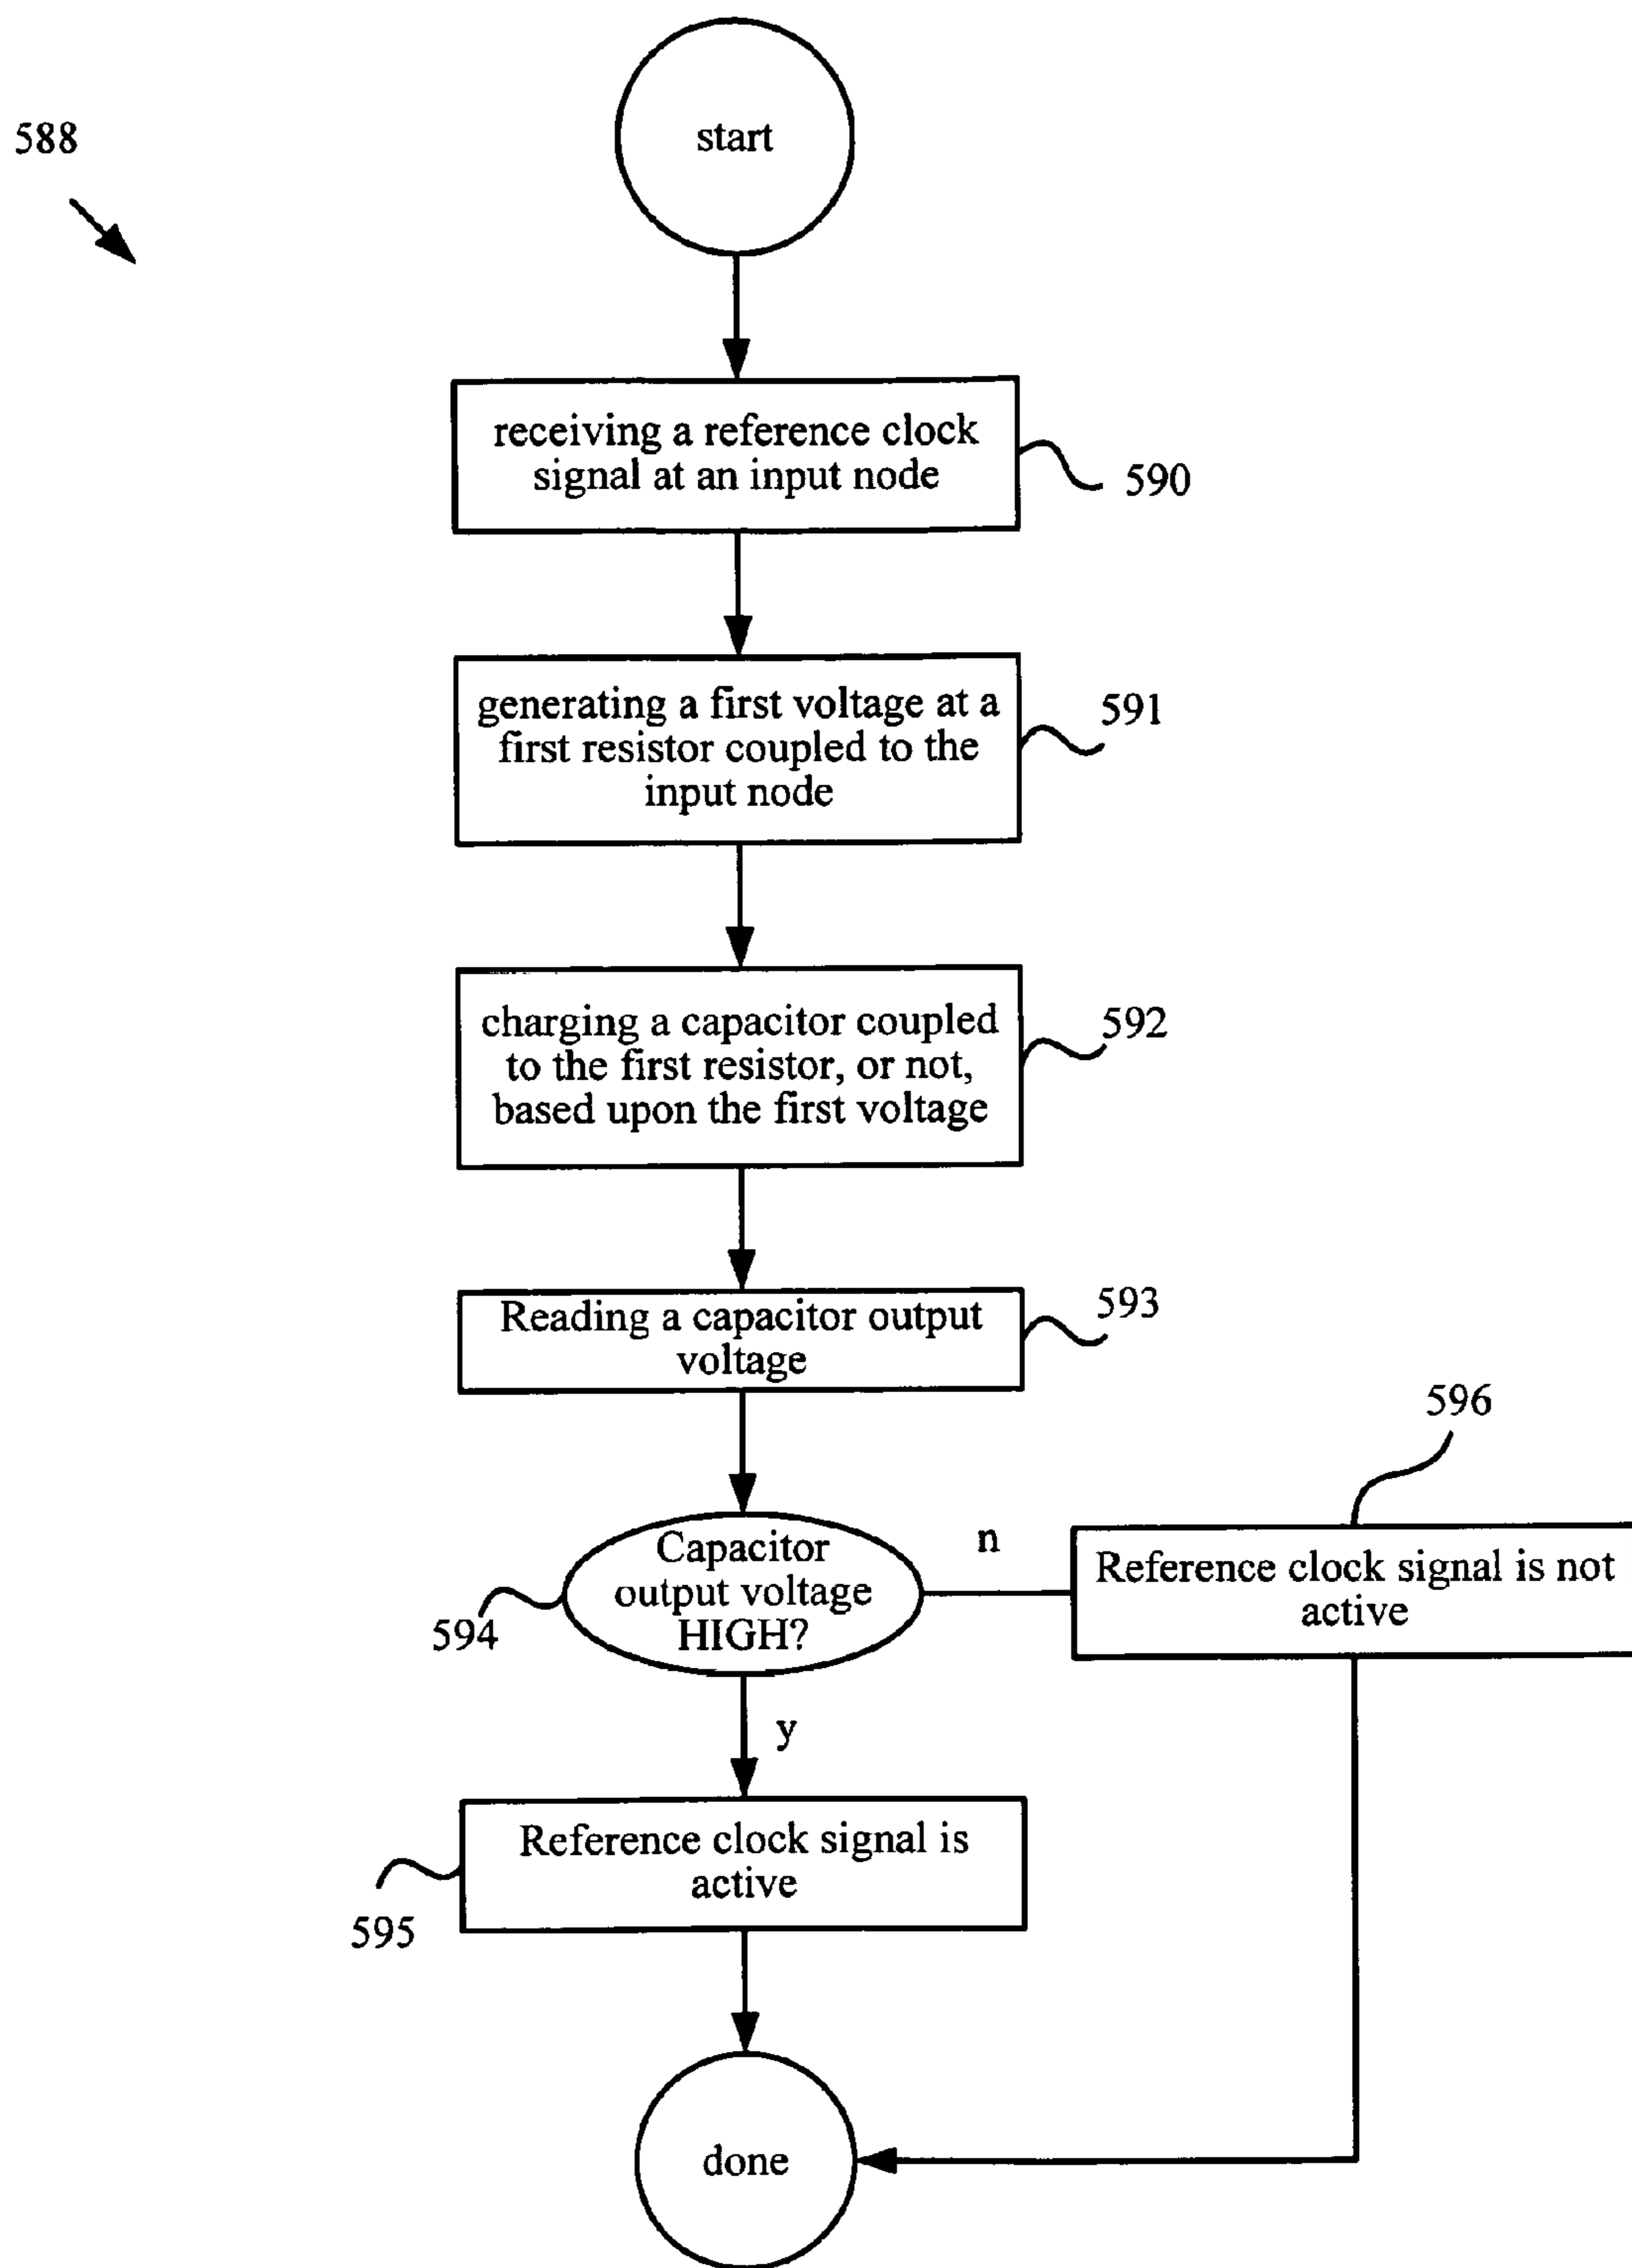 588
start
receiving a reference clock
signal at an input node
590
generating a first voltage at a
first resistor coupled to the
input node
591
charging a capacitor coupled
to the first resistor, or not,
based upon the first voltage
592
Reading a capacitor output
voltage
593
Capacitor
output voltage
HIGH?
594
n
596
Reference clock signal is not
active
y
Reference clock signal is
active
595
done